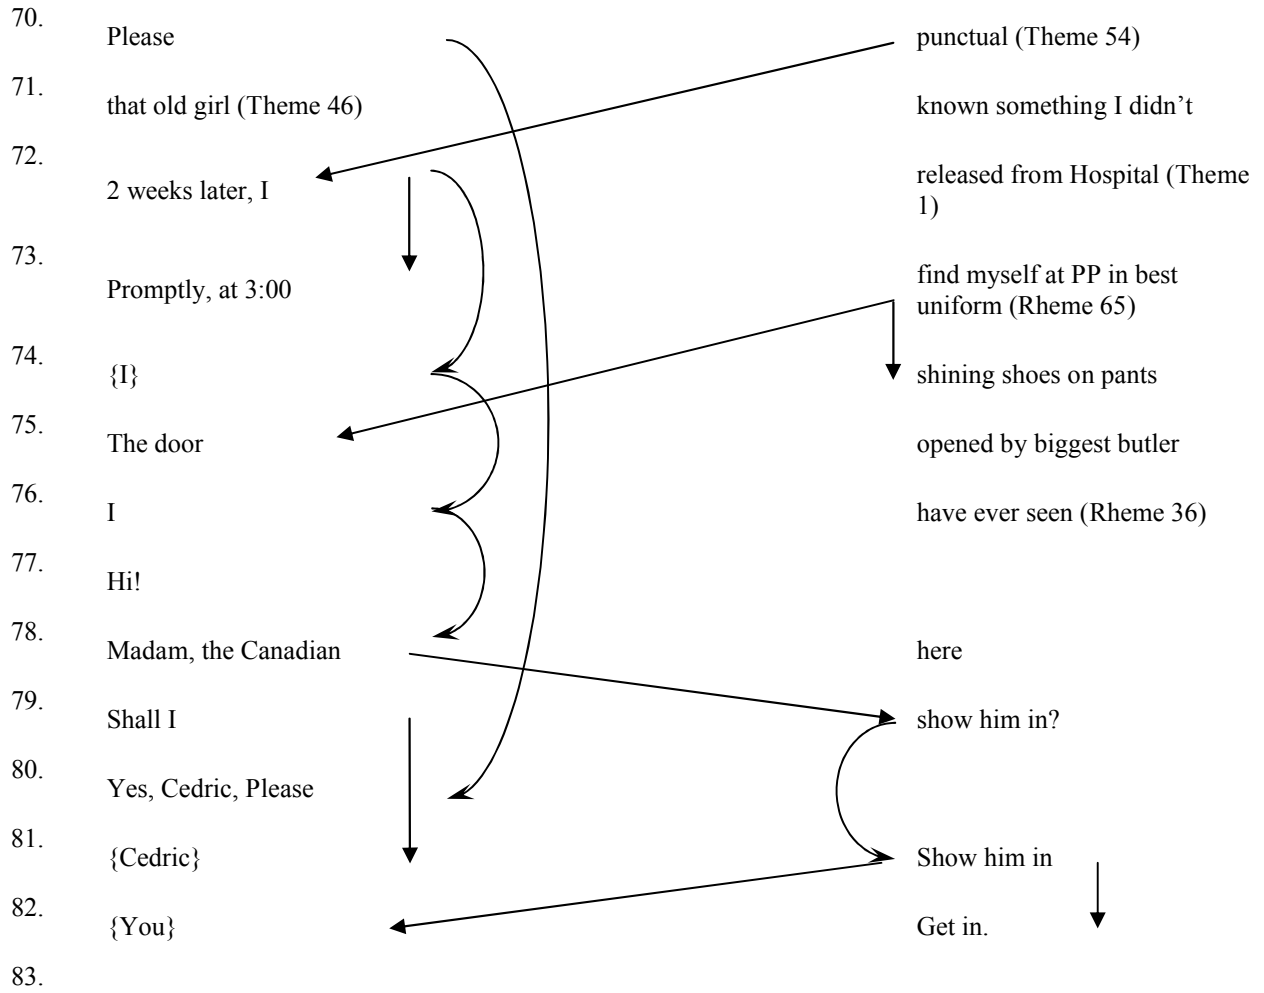 70.
Please punctual (Theme 54)
71.
that old girl (Theme 46) known something I didn’t
72.
2 weeks later, I released from Hospital (Theme
1)
73.
Promptly, at 3:00 find myself at PP in best
uniform (Rheme 65)
74.
{I} shining shoes on pants
75.
The door opened by biggest butler
76.
I have ever seen (Rheme 36)
77.
Hi!
78.
Madam, the Canadian here
79.
Shall I show him in?
80.
Yes, Cedric, Please
81.
{Cedric} Show him in
82.
{You} Get in.
83.